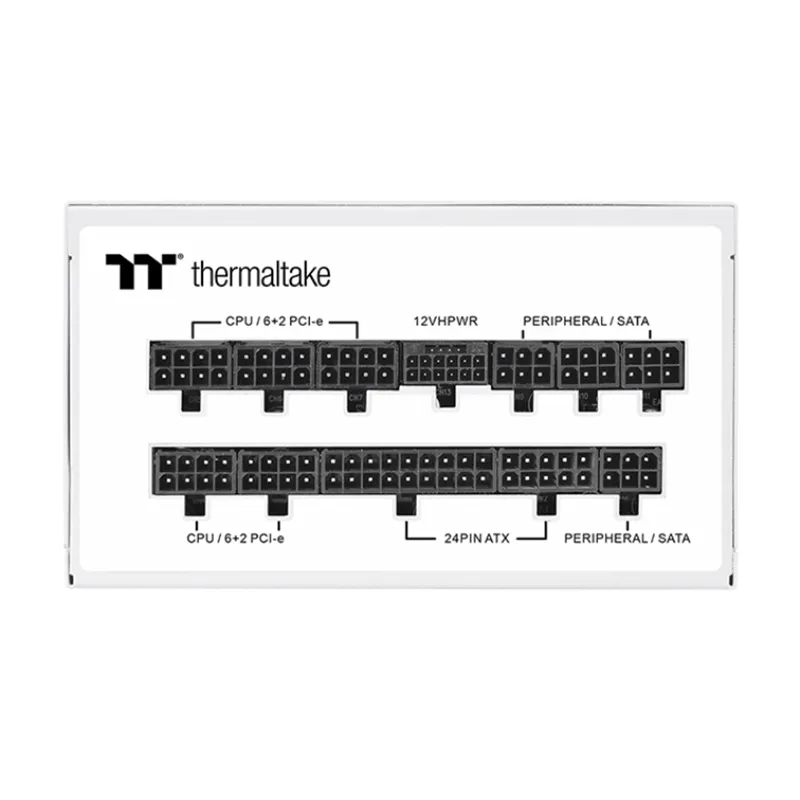 thermaltake
CPU / 6+2 PCI-e
12VHPWR
PERIPHERAL / SATA
CPU / 6+2 PCI-e
24PIN ATX
PERIPHERAL / SATA